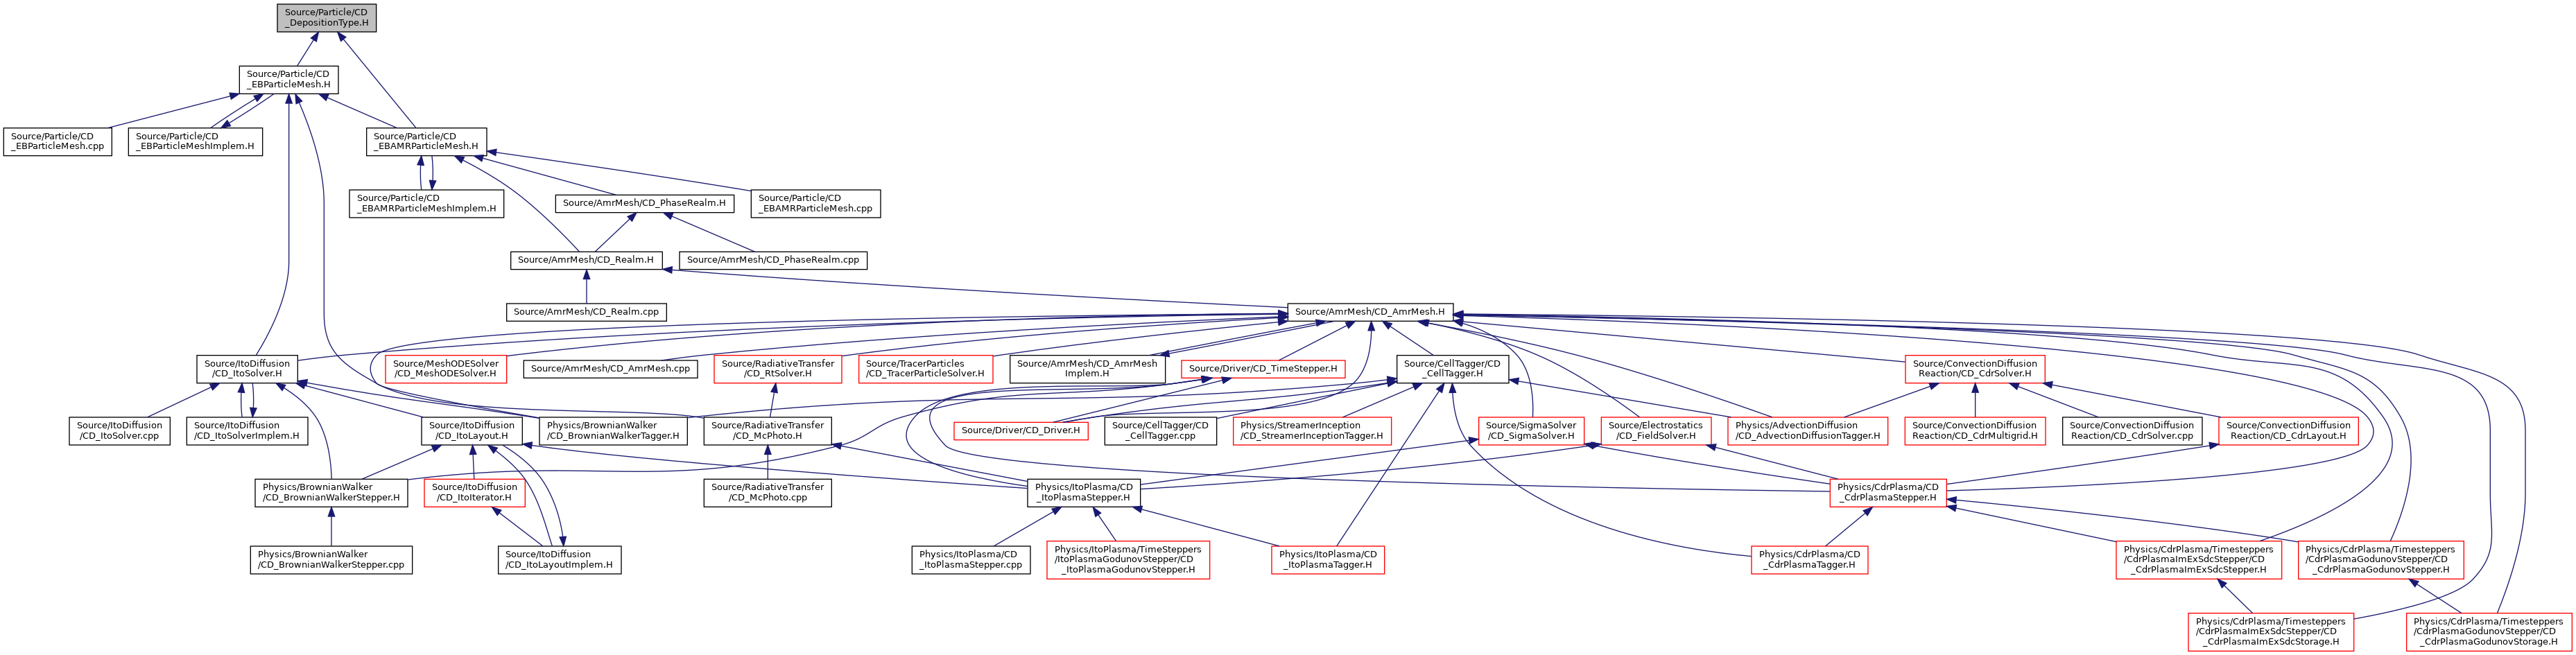 Source/Particle/CD
_DepositionType.H
Source/Particle/CD
_EBParticleMesh.H
Source/Particle/CD
_EBParticleMesh.cpp
Source/Particle/CD
_EBParticleMeshImplem.H
Source/Particle/CD
_EBAMRParticleMesh.H
Source/Particle/CD
_EBAMRParticleMeshImplem.H
Source/AmrMesh/CD_PhaseRealm.H
Source/Particle/CD
_EBAMRParticleMesh.cpp
Source/AmrMesh/CD_Realm.H
Source/AmrMesh/CD_PhaseRealm.cpp
Source/AmrMesh/CD_Realm.cpp
Source/AmrMesh/CD_AmrMesh.H
Source/ItoDiffusion
/CD_ItoSolver.H
Source/MeshODESolver
/CD_MeshODESolver.H
Source/AmrMesh/CD_AmrMesh.cpp
Source/RadiativeTransfer
/CD_RtSolver.H
Source/TracerParticles
/CD_TracerParticleSolver.H
Source/AmrMesh/CD_AmrMesh
Implem.H
Source/Driver/CD_TimeStepper.H
Source/CellTagger/CD
_CellTagger.H
Source/ConvectionDiffusion
Reaction/CD_CdrSolver.H
Source/ItoDiffusion
/CD_ItoSolver.cpp
Source/ItoDiffusion
/CD_ItoSolverImplem.H
Source/ItoDiffusion
/CD_ItoLayout.H
Physics/BrownianWalker
/CD_BrownianWalkerTagger.H
Source/RadiativeTransfer
/CD_McPhoto.H
Source/Driver/CD_Driver.H
Source/CellTagger/CD
_CellTagger.cpp
Physics/StreamerInception
/CD_StreamerInceptionTagger.H
Source/SigmaSolver
/CD_SigmaSolver.H
Source/Electrostatics
/CD_FieldSolver.H
Physics/AdvectionDiffusion
/CD_AdvectionDiffusionTagger.H
Source/ConvectionDiffusion
Reaction/CD_CdrMultigrid.H
Source/ConvectionDiffusion
Reaction/CD_CdrSolver.cpp
Source/ConvectionDiffusion
Reaction/CD_CdrLayout.H
Physics/BrownianWalker
/CD_BrownianWalkerStepper.H
Source/ItoDiffusion
/CD_ItoIterator.H
Source/RadiativeTransfer
/CD_McPhoto.cpp
Physics/ItoPlasma/CD
_ItoPlasmaStepper.H
Physics/CdrPlasma/CD
_CdrPlasmaStepper.H
Physics/BrownianWalker
/CD_BrownianWalkerStepper.cpp
Source/ItoDiffusion
/CD_ItoLayoutImplem.H
Physics/ItoPlasma/CD
_ItoPlasmaStepper.cpp
Physics/ItoPlasma/TimeSteppers
/ItoPlasmaGodunovStepper/CD
_ItoPlasmaGodunovStepper.H
Physics/ItoPlasma/CD
_ItoPlasmaTagger.H
Physics/CdrPlasma/CD
_CdrPlasmaTagger.H
Physics/CdrPlasma/Timesteppers
/CdrPlasmaImExSdcStepper/CD
_CdrPlasmaImExSdcStepper.H
Physics/CdrPlasma/Timesteppers
/CdrPlasmaGodunovStepper/CD
_CdrPlasmaGodunovStepper.H
Physics/CdrPlasma/Timesteppers
/CdrPlasmaImExSdcStepper/CD
_CdrPlasmaImExSdcStorage.H
Physics/CdrPlasma/Timesteppers
/CdrPlasmaGodunovStepper/CD
_CdrPlasmaGodunovStorage.H